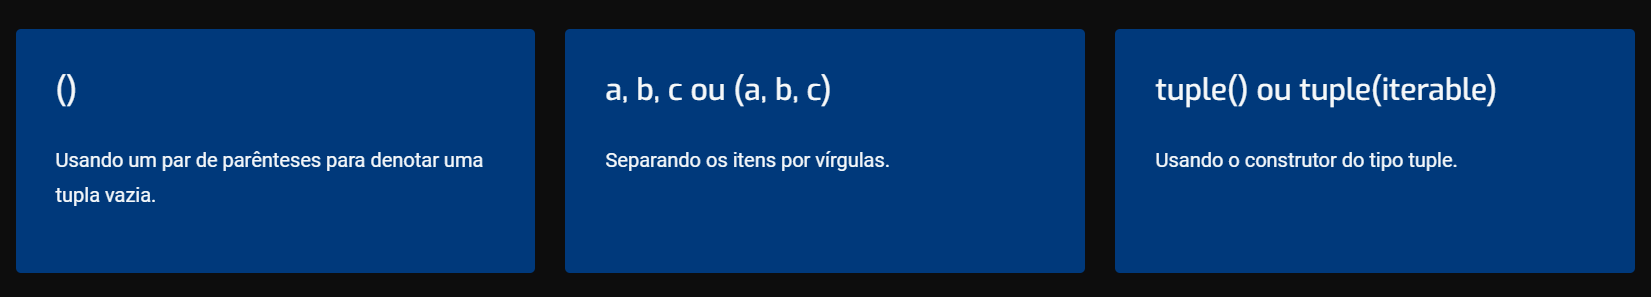 ()
Usando um par de parênteses para denotar uma
tupla vazia.
a, b, c ou (a, b, c)
Separando os itens por vírgulas.
tuple() ou tuple(iterable)
Usando o construtor do tipo tuple.